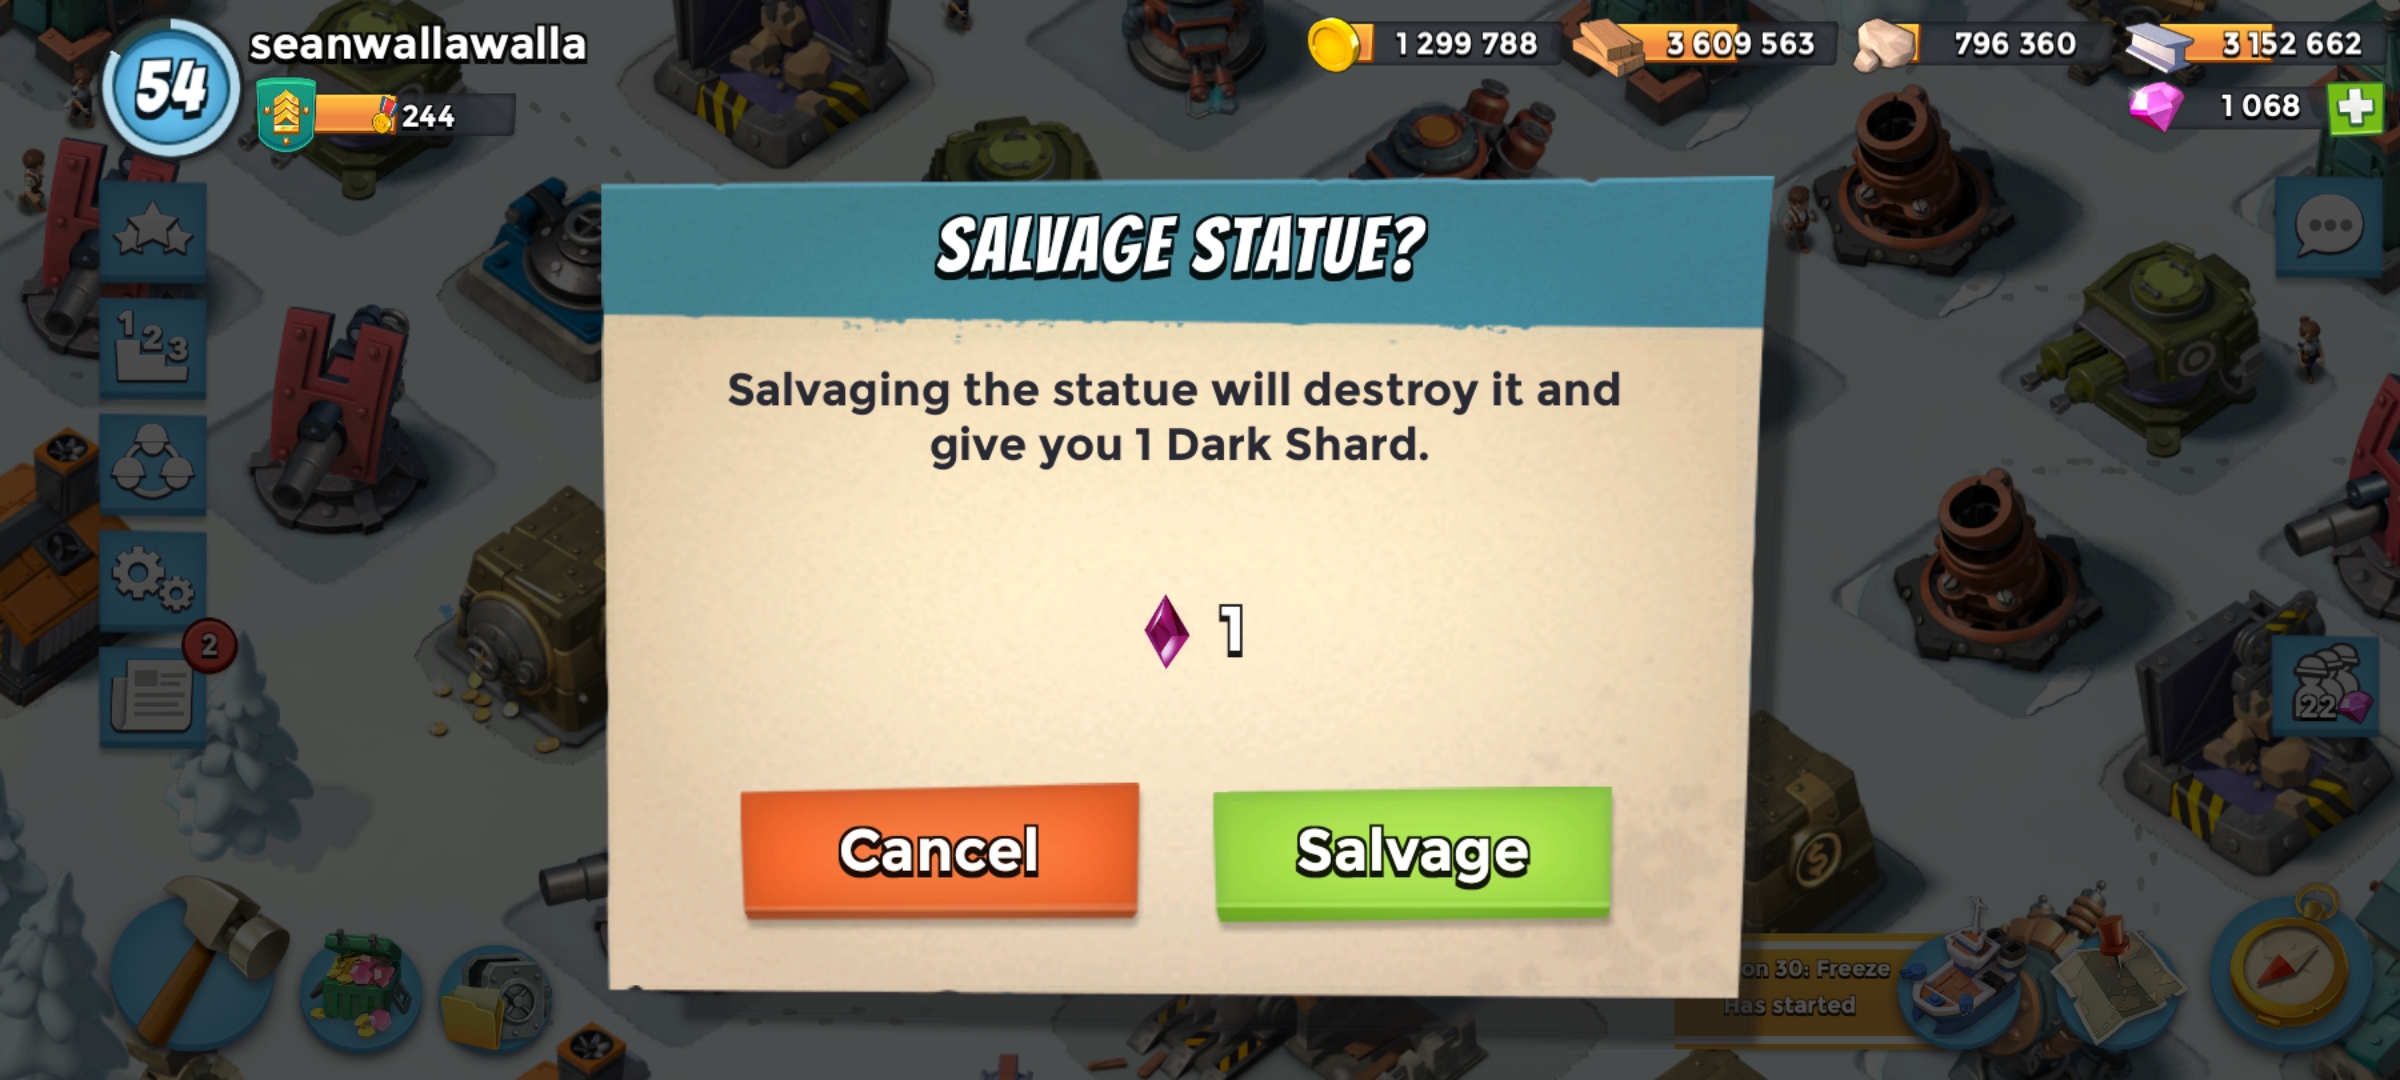 54
seanwallawalla
244
1 299 788
3 609 563
796 360
3 152 662
1 068
SALVAGE STATUE?
Salvaging the statue will destroy it and
give you 1 Dark Shard.
1
Cancel
Salvage
1 2 3
2
22
on 30: Freeze
Has started